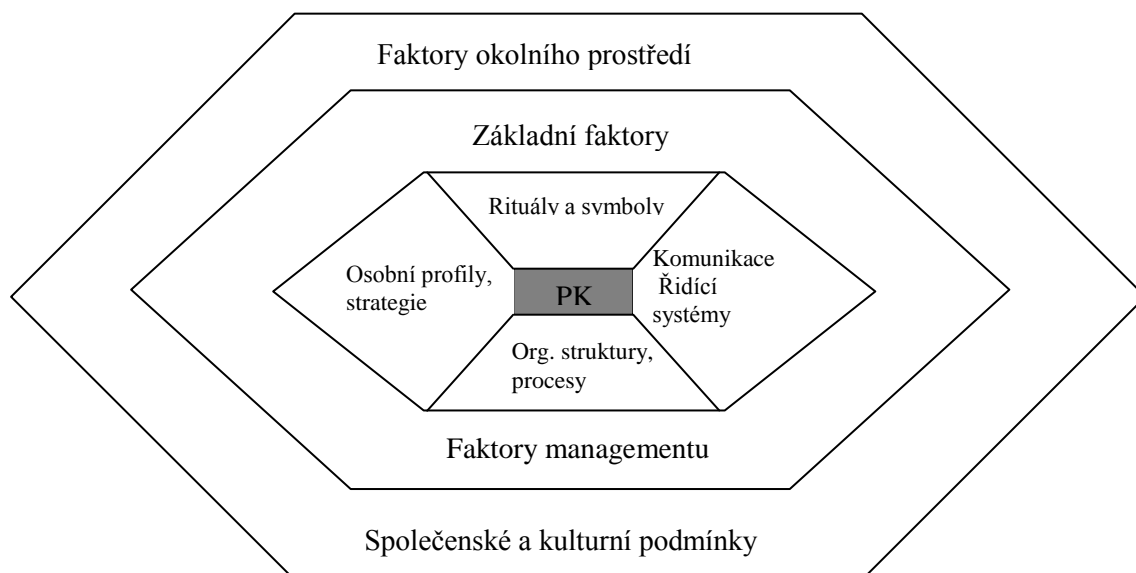 Faktory okolního prostředí
Základní faktory
Rituály a symboly
Osobní profily,
strategie
PK
Komunikace
Řidící
systémy
Org. struktury,
procesy
Faktory managementu
Společenské a kulturní podmínky